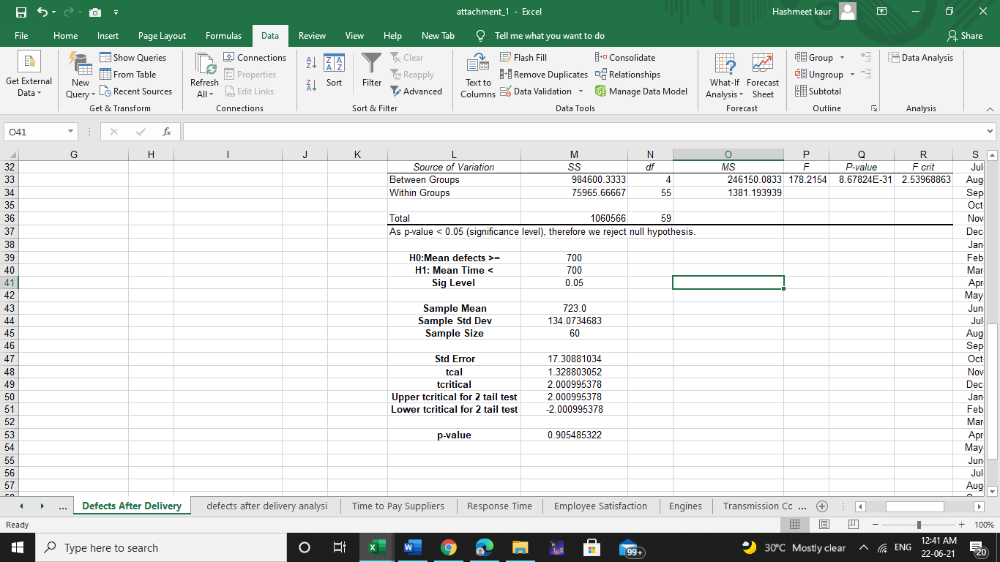 attachment_1 - Excel
Hashmeet kaur
File Home Insert Page Layout Formulas Data Review View Help New Tab Tell me what you want to do Share
Get External Data
New Query
Show Queries
From Table
Recent Sources
Get & Transform
Refresh All
Connections
Properties
Edit Links
Connections
Sort
Filter
Clear
Reapply
Advanced
Sort & Filter
Text to Columns
Flash Fill
Remove Duplicates
Data Validation
Consolidate
Relationships
Manage Data Model
Data Tools
What-If Analysis
Forecast Sheet
Forecast
Group
Ungroup
Subtotal
Outline
Data Analysis
Analysis
O41
fx
G H I J K L M N O P Q R S
32 Source of Variation SS df MS F P-value F crit Jul
33 Between Groups 984600.3333 4 246150.0833 178.2154 8.67824E-31 2.53968863 Aug
34 Within Groups 75965.66667 55 1381.193939 Sep
35 Oct
36 Total 1060566 59 Nov
37 As p-value < 0.05 (significance level), therefore we reject null hypothesis. Dec
38 Jan
39 H0:Mean defects >= 700 Feb
40 H1: Mean Time < 700 Mar
41 Sig Level 0.05 Apr
42 May
43 Sample Mean 723.0 Jun
44 Sample Std Dev 134.0734683 Jul
45 Sample Size 60 Aug
46 Sep
47 Std Error 17.30881034 Oct
48 tcal 1.328803052 Nov
49 tcritical 2.000995378 Dec
50 Upper tcritical for 2 tail test 2.000995378 Jan
51 Lower tcritical for 2 tail test -2.000995378 Feb
52 Mar
53 p-value 0.905485322 Apr
54 May
55 Jun
56 Jul
57 Aug
... Defects After Delivery defects after delivery analysi Time to Pay Suppliers Response Time Employee Satisfaction Engines Transmission Cc ...
Ready
100%
Type here to search
99+
30°C Mostly clear
ENG
12:41 AM
22-06-21
20